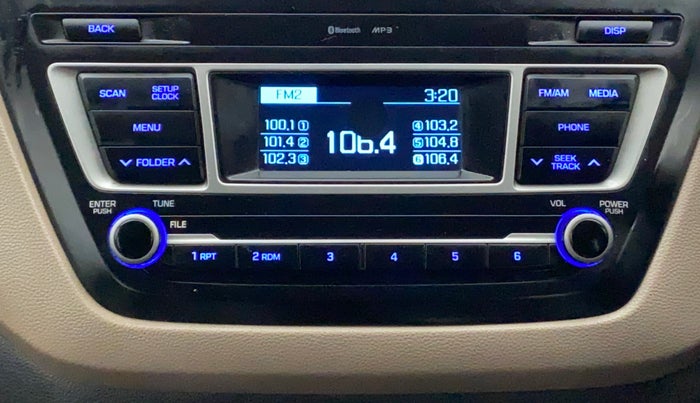 BACK
Bluetooth MP3
DISP
SCAN SETUP CLOCK
MENU
FOLDER
FM2 3:20
100.1 1
101.4 2
102.3 3
106.4
4 103.2
5 104.8
6 106.4
FM/AM MEDIA
PHONE
SEEK TRACK
ENTER PUSH
TUNE
FILE
VOL
POWER PUSH
1 RPT 2 RDM 3 4 5 6